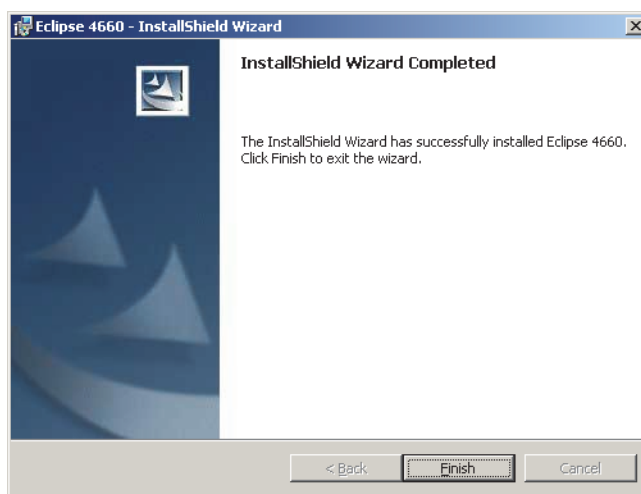 Eclipse 4660 - InstallShield Wizard
InstallShield Wizard Completed
The InstallShield Wizard has successfully installed Eclipse 4660.
Click Finish to exit the wizard.
< Back
Finish
Cancel